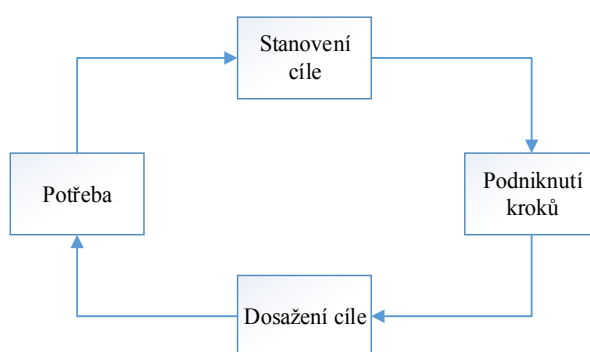 Stanovení
cíle
Potřeba
Podniknutí
kroků
Dosažení cíle